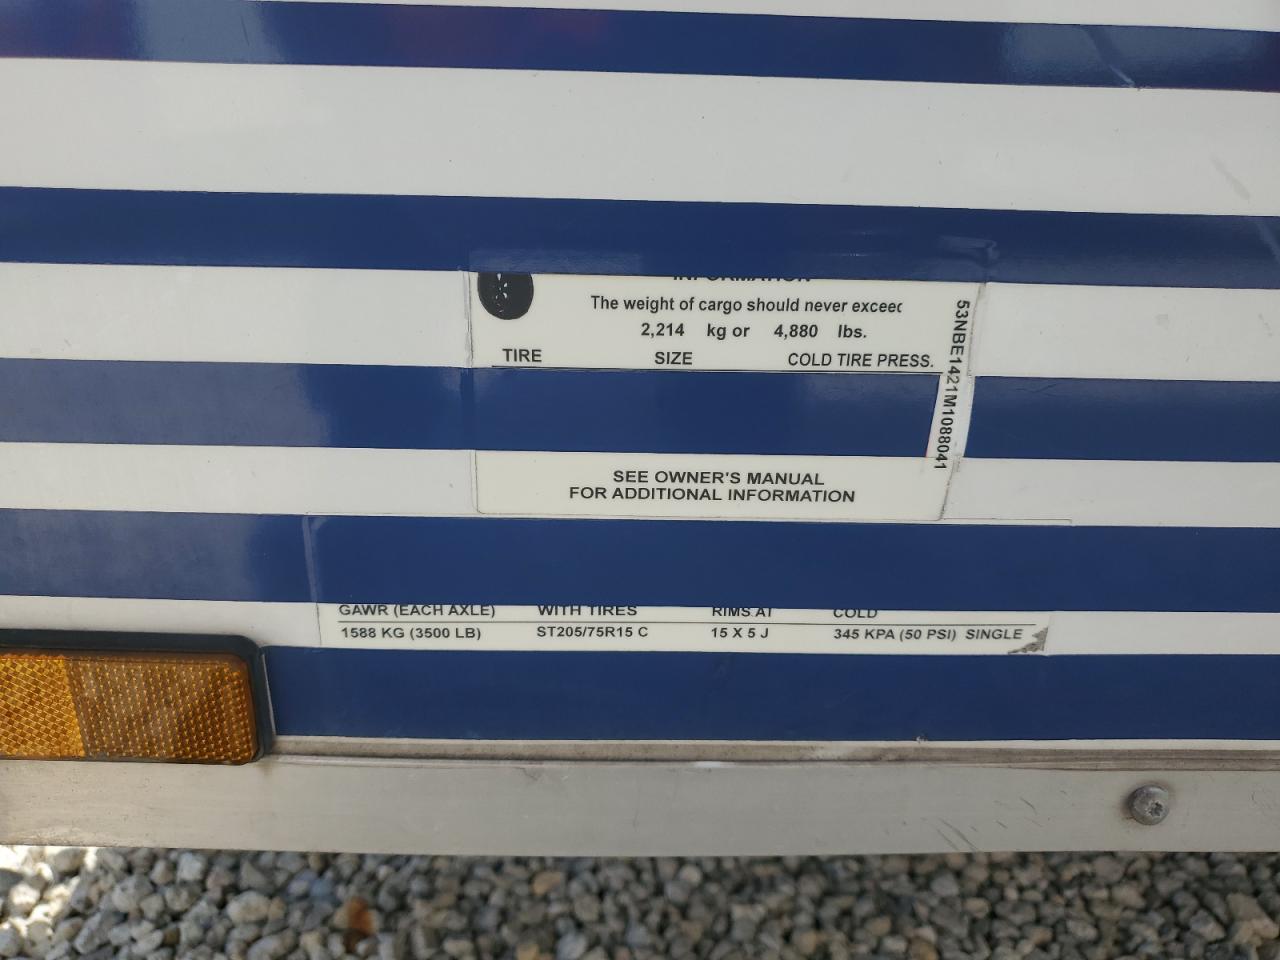 INFORMATION
The weight of cargo should never exceed
2,214 kg or 4,880 lbs.
TIRE SIZE COLD TIRE PRESS.
53NBE1421M1088041
SEE OWNER'S MANUAL
FOR ADDITIONAL INFORMATION
GAWR (EACH AXLE) WITH TIRES RIMS AT COLD
1588 KG (3500 LB) ST205/75R15 C 15 X 5 J 345 KPA (50 PSI) SINGLE